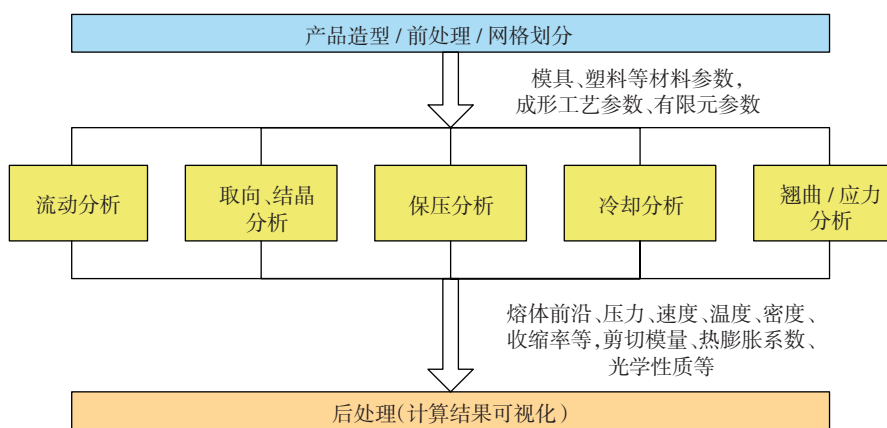 产品造型 / 前处理 / 网格划分
模具、塑料等材料参数,
成形工艺参数、有限元参数
流动分析
取向、结晶
分析
保压分析
冷却分析
翘曲 / 应力
分析
熔体前沿、压力、速度、温度、密度、
收缩率等,剪切模量、热膨胀系数、
光学性质等
后处理(计算结果可视化)